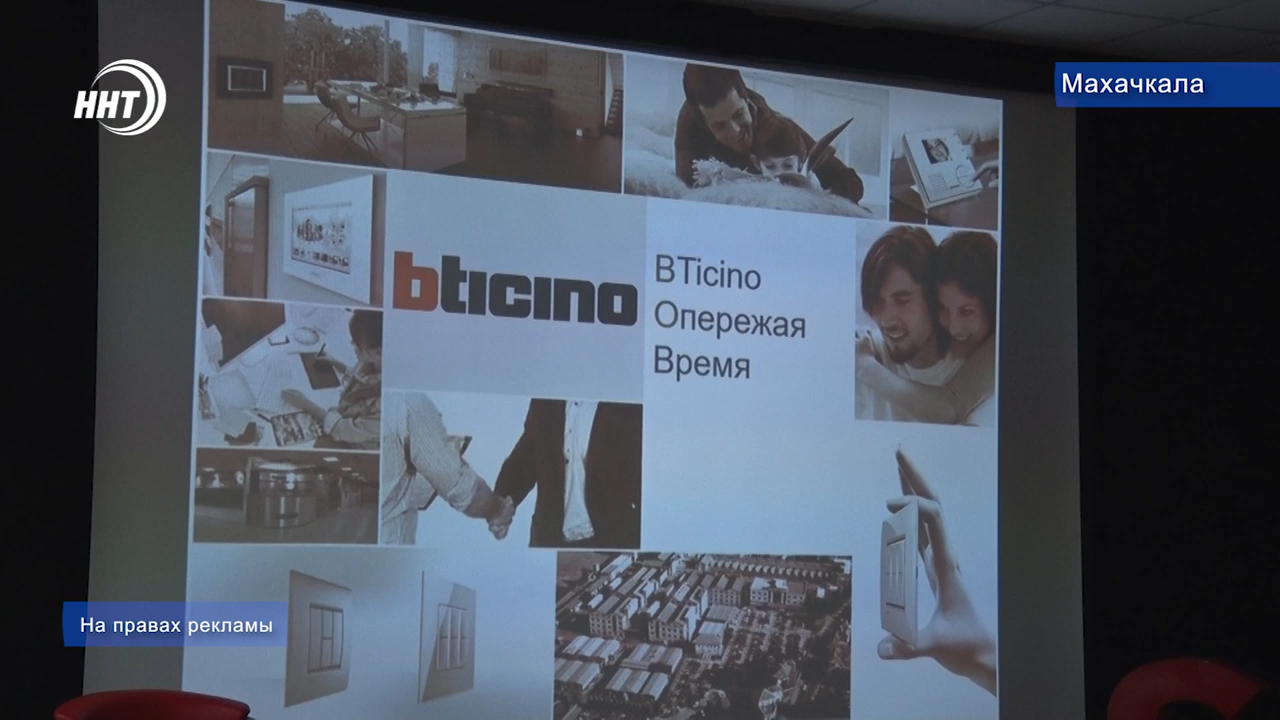 ННТ
Махачкала
bticino
BTicino
Опережая
Время
На правах рекламы